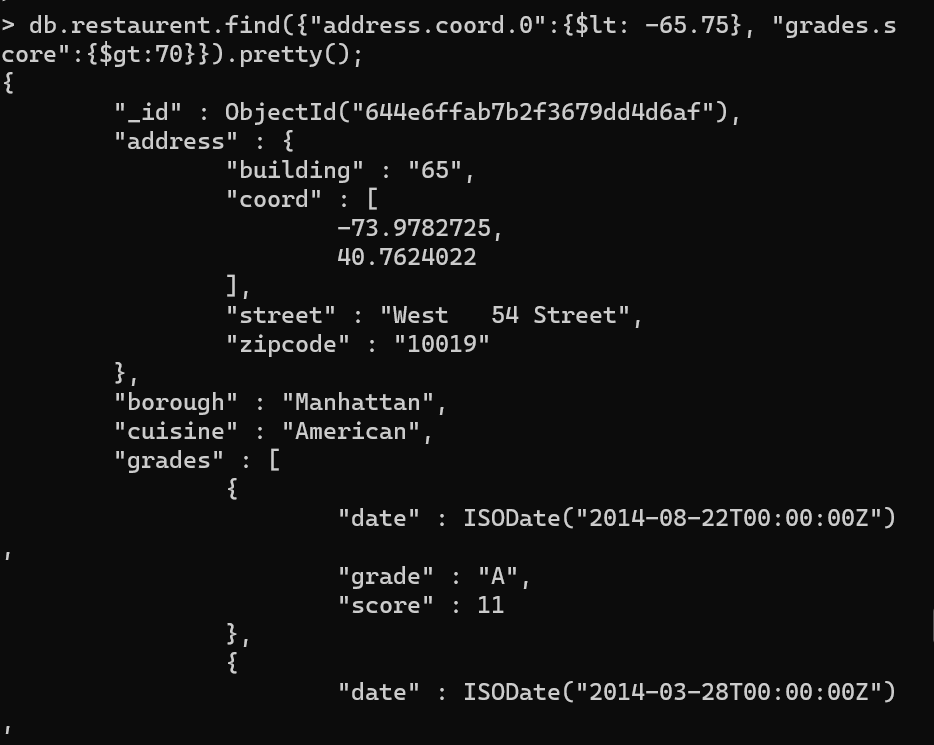 > db.restaurent.find({"address.coord.0":{$lt: -65.75}, "grades.s
core":{$gt:70}}).pretty();
{
        "_id" : ObjectId("644e6ffab7b2f3679dd4d6af"),
        "address" : {
                "building" : "65",
                "coord" : [
                        -73.9782725,
                        40.7624022
                ],
                "street" : "West   54 Street",
                "zipcode" : "10019"
        },
        "borough" : "Manhattan",
        "cuisine" : "American",
        "grades" : [
                {
                        "date" : ISODate("2014-08-22T00:00:00Z")
,
                        "grade" : "A",
                        "score" : 11
                },
                {
                        "date" : ISODate("2014-03-28T00:00:00Z")
,